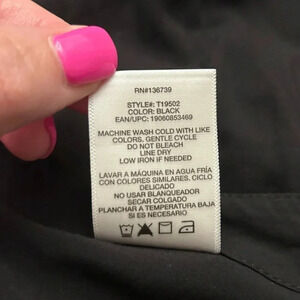 RN#136739
STYLE#: T19502
COLOR: BLACK
EAN/UPC: 19060853469
MACHINE WASH COLD WITH LIKE
COLORS, GENTLE CYCLE
DO NOT BLEACH
LINE DRY
LOW IRON IF NEEDED
LAVAR A MÁQUINA EN AGUA FRÍA
CON COLORES SIMILARES, CICLO
DELICADO
NO USAR BLANQUEADOR
SECAR COLGADO
PLANCHAR A TEMPERATURA BAJA
SI ES NECESARIO